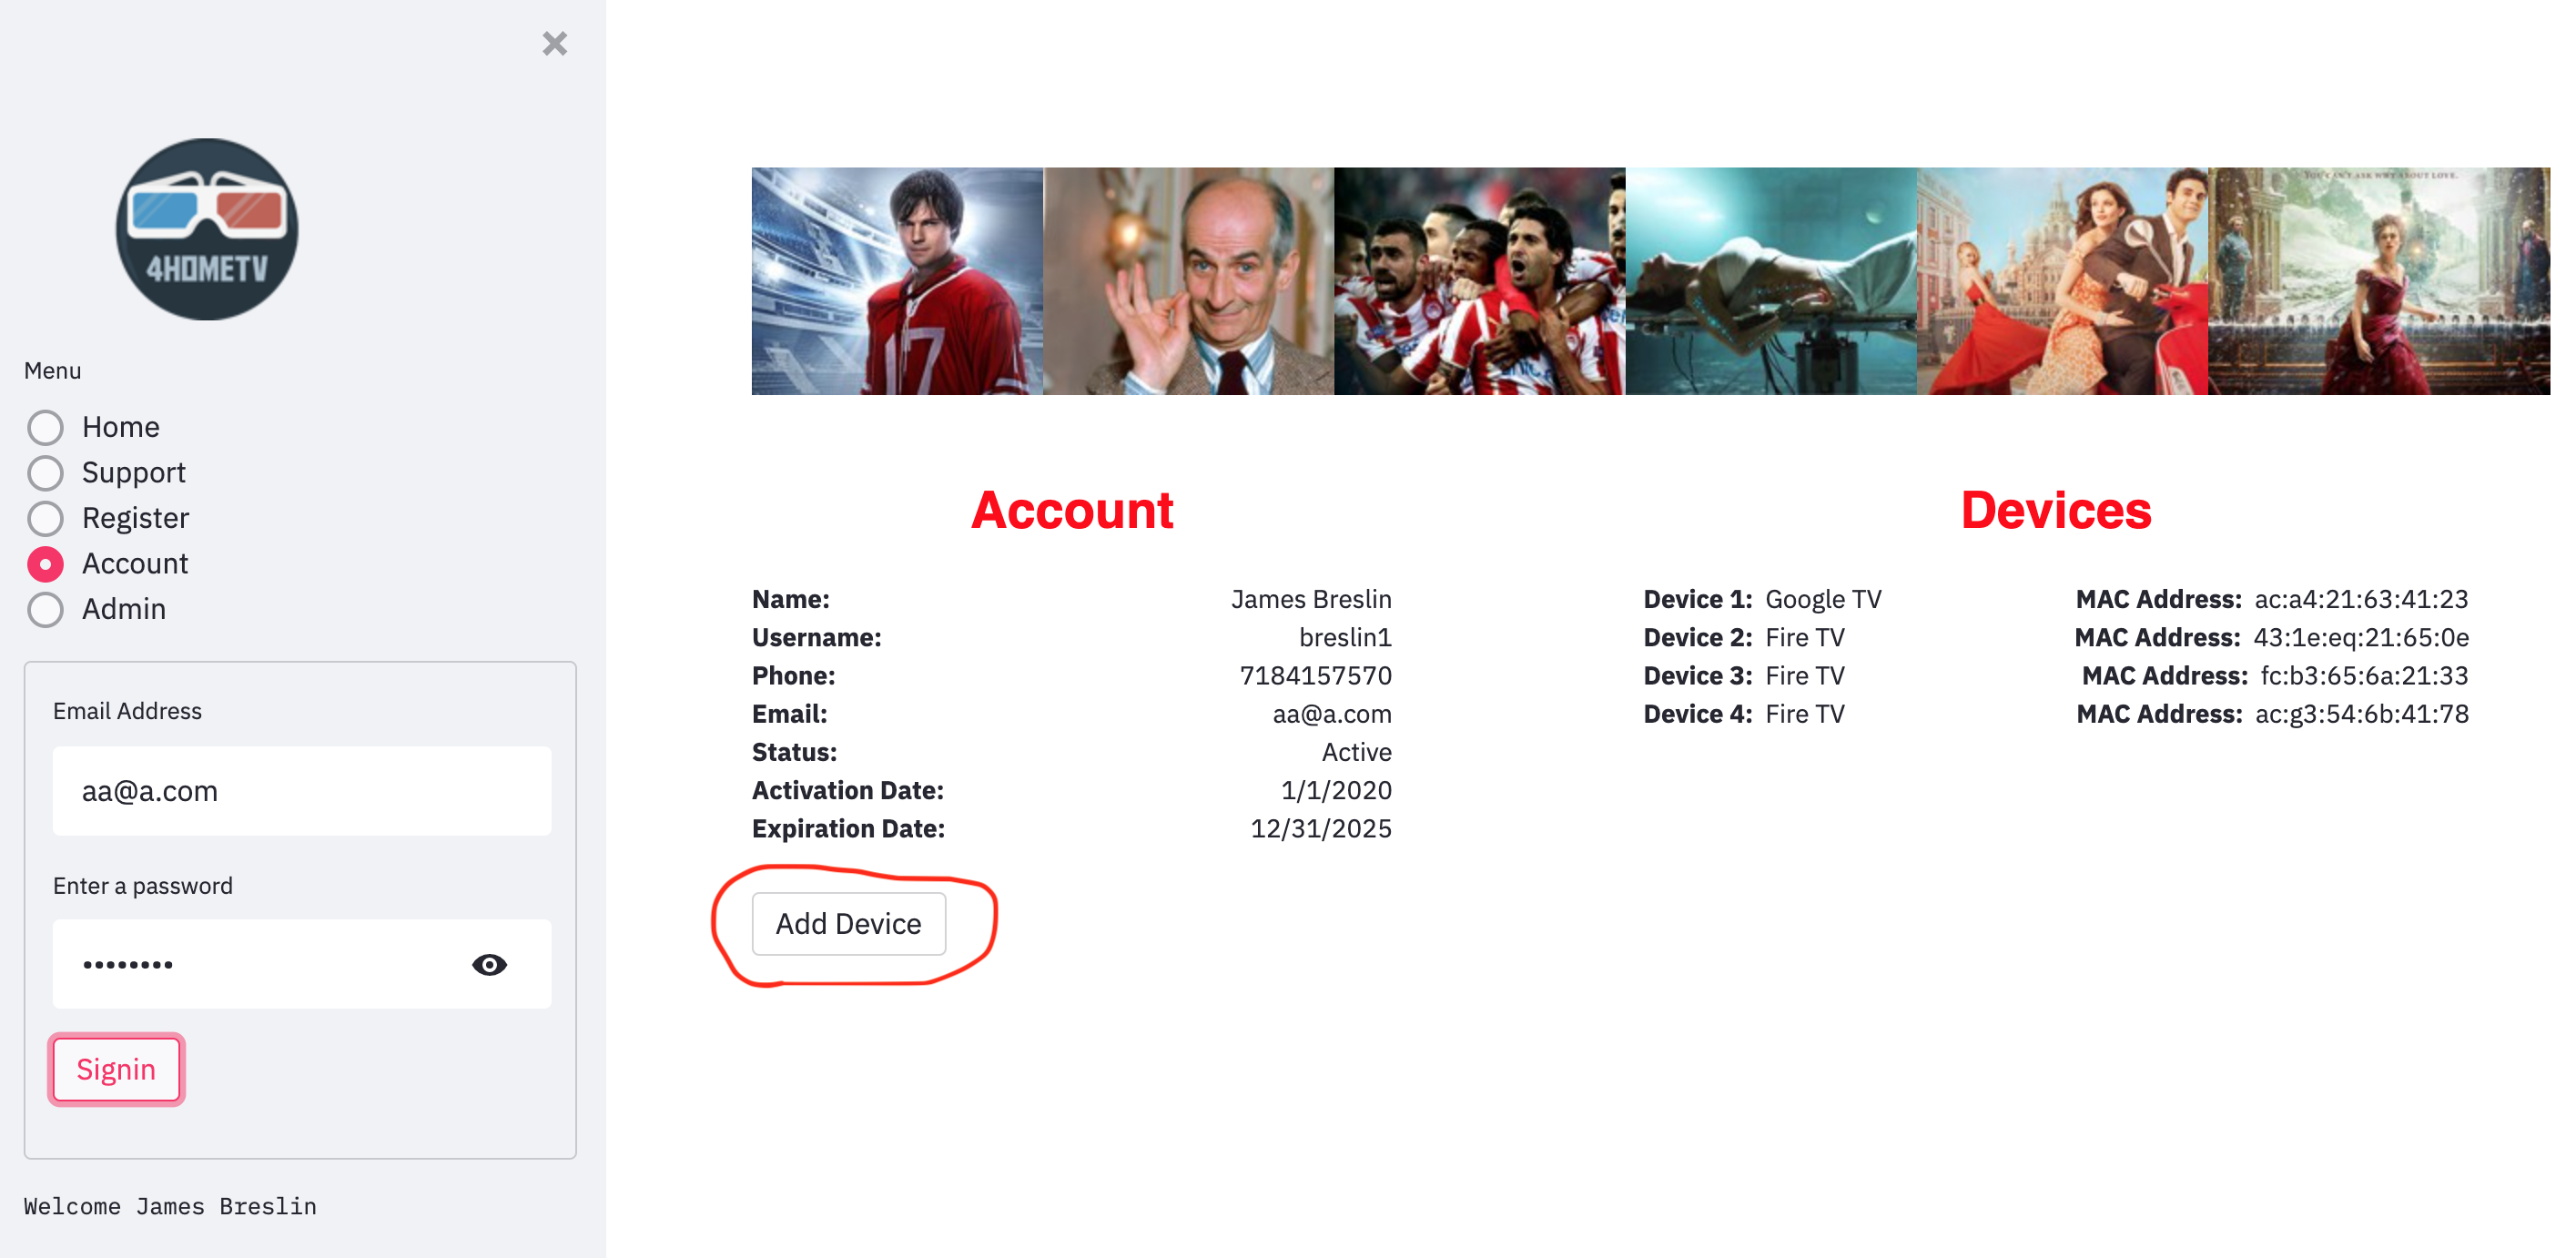 4HOMETV
Menu
Home
Support
Register
Account
Admin
Email Address
aa@a.com
Enter a password
••••••••
Signin
Welcome James Breslin
YOU CAN'T ASK WHY ABOUT LOVE.
17
Account
Name: James Breslin
Username: breslin1
Phone: 7184157570
Email: aa@a.com
Status: Active
Activation Date: 1/1/2020
Expiration Date: 12/31/2025
Add Device
Devices
Device 1: Google TV MAC Address: ac:a4:21:63:41:23
Device 2: Fire TV MAC Address: 43:1e:eq:21:65:0e
Device 3: Fire TV MAC Address: fc:b3:65:6a:21:33
Device 4: Fire TV MAC Address: ac:g3:54:6b:41:78